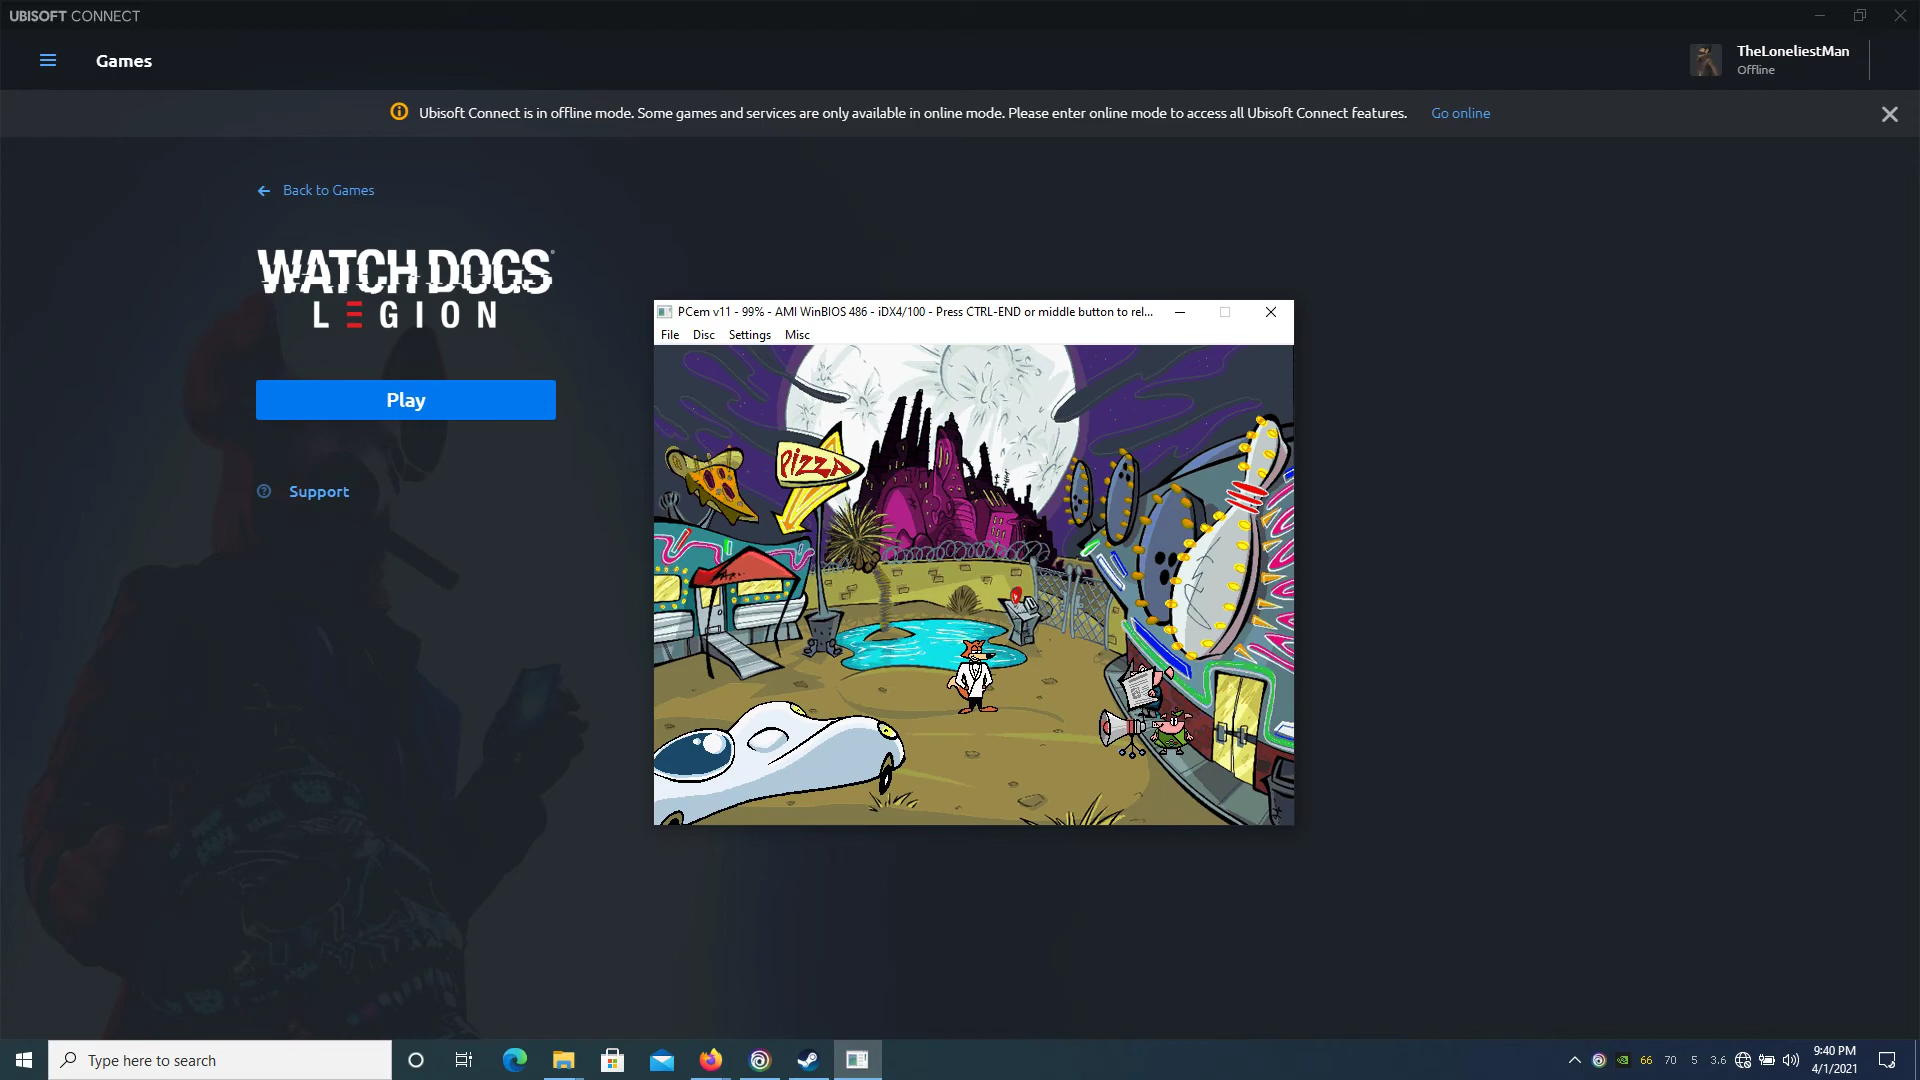 UBISOFT CONNECT
Games
TheLoneliestMan
Offline
Ubisoft Connect is in offline mode. Some games and services are only available in online mode. Please enter online mode to access all Ubisoft Connect features. Go online
Back to Games
WATCH DOGS
LEGION
Play
Support
PCem v11 - 99% - AMI WinBIOS 486 - iDX4/100 - Press CTRL-END or middle button to rel...
File Disc Settings Misc
PIZZA
Type here to search
66 70 5 3.6
9:40 PM
4/1/2021